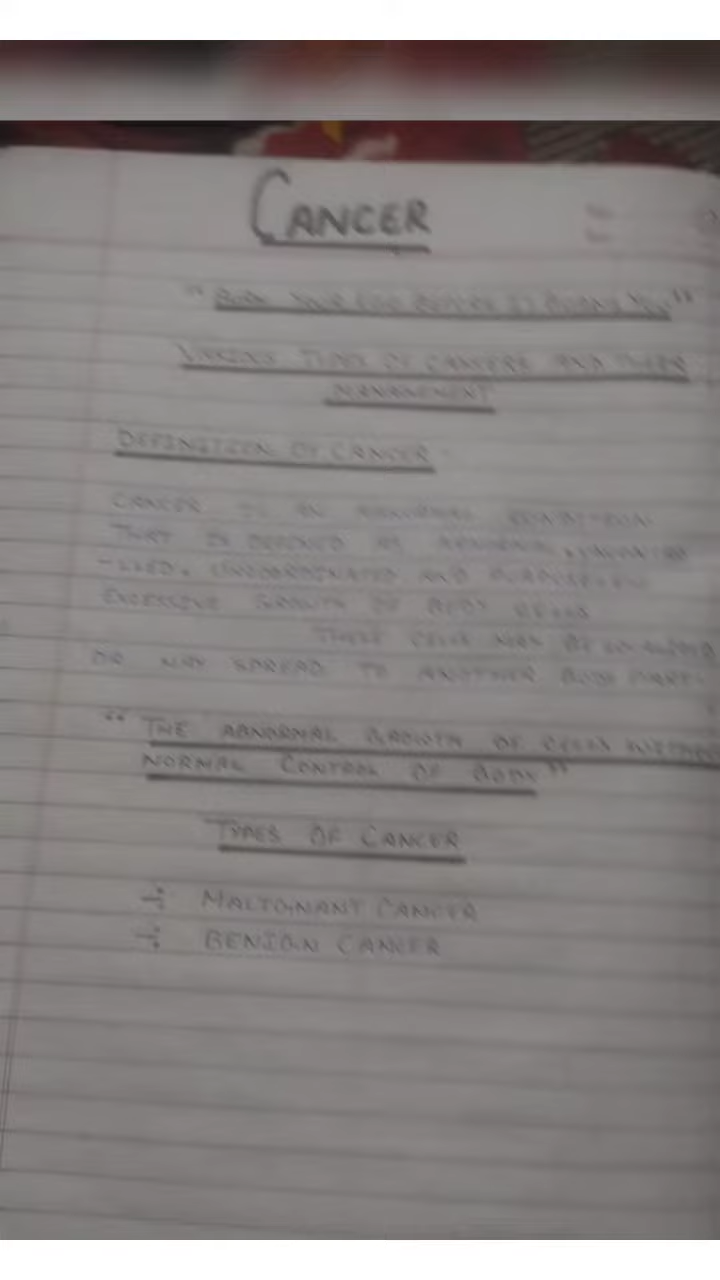 CANCER
"BURN YOUR EGO BEFORE IT BURNS YOU"
VARIOUS TYPES OF CANCERS AND THEIR
MANAGEMENT
DEFINITION OF CANCER
CANCER IS AN ABNORMAL CONDITION
THAT IS DEFINED AS ABNORMAL,
UNCOORDINATED AND
EXCESSIVE GROWTH OF BODY CELLS
THESE CELLS MAY BE
OR MAY SPREAD TO ANOTHER BODY PART.
"THE ABNORMAL GROWTH OF CELLS
NORMAL CONTROL OF BODY"
TYPES OF CANCER
MALIGNANT CANCER
BENIGN CANCER